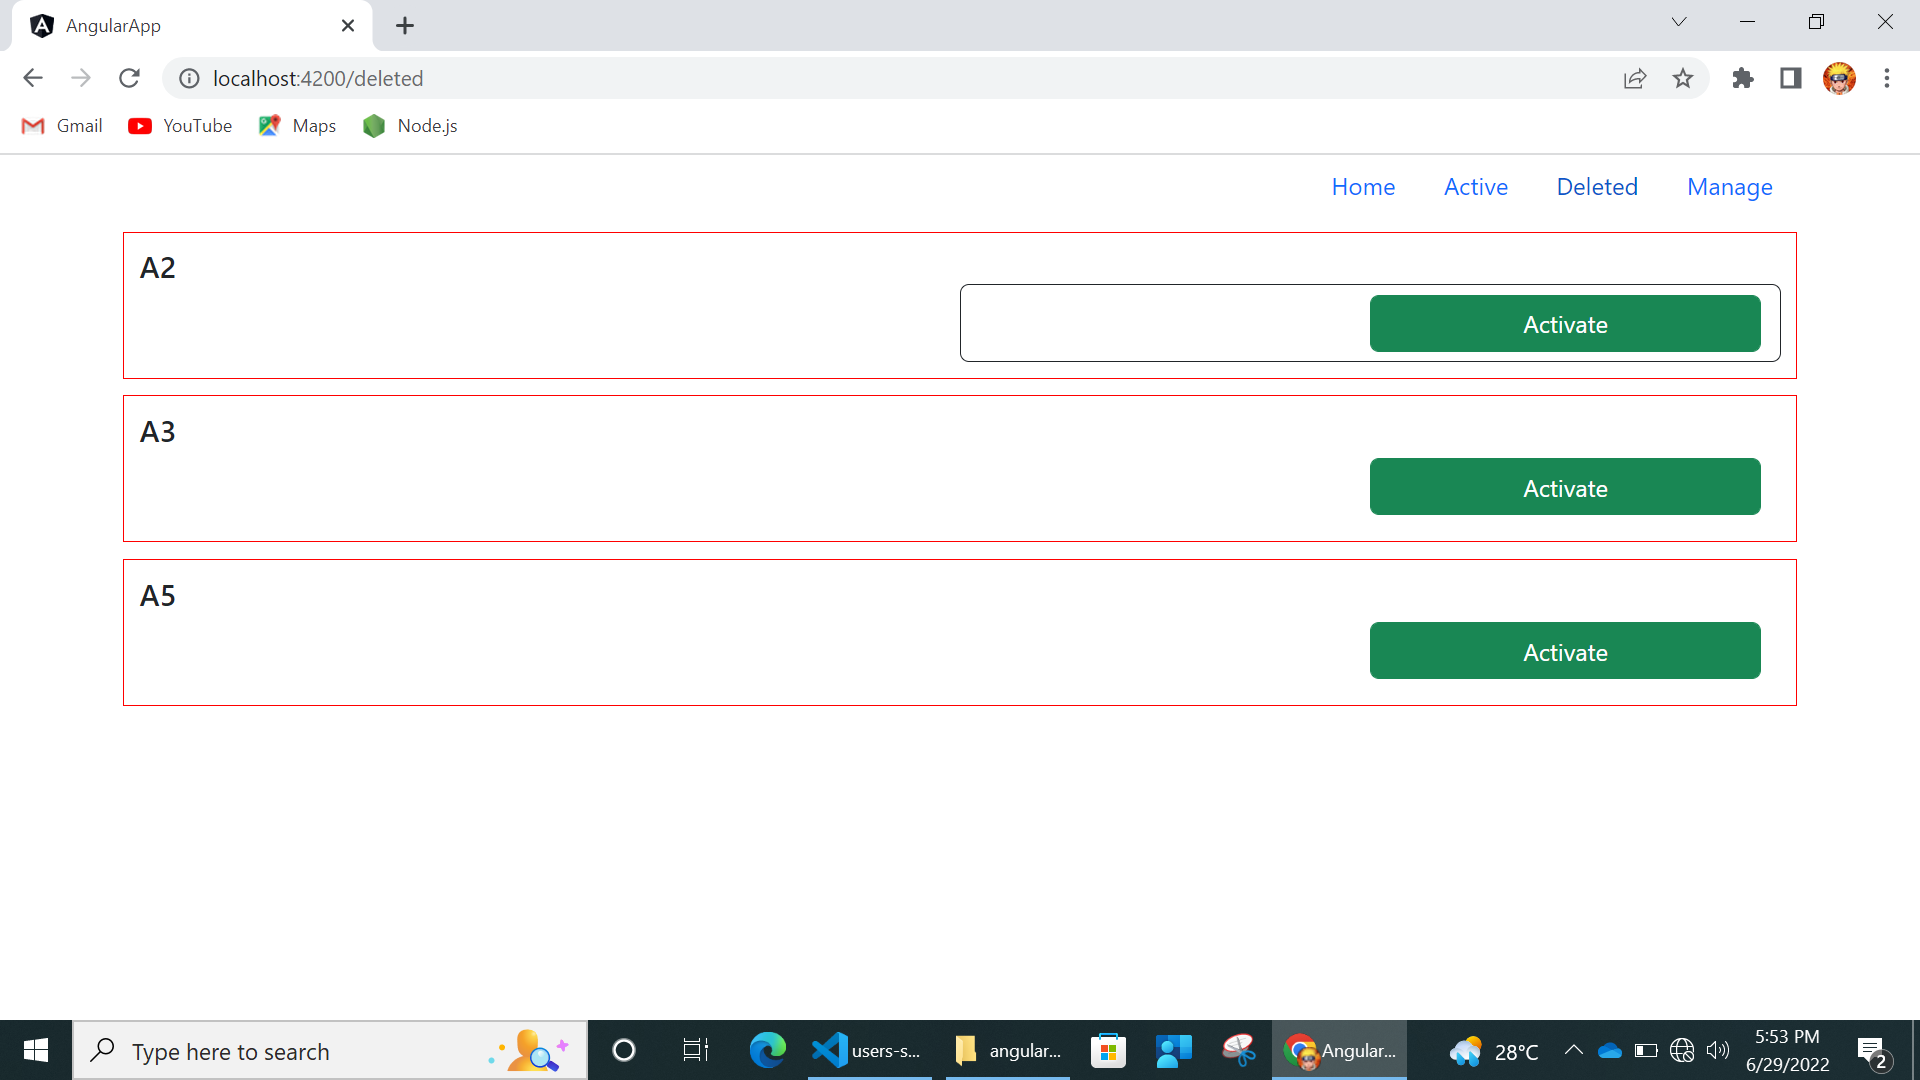 AngularApp
localhost:4200/deleted
Gmail YouTube Maps Node.js
Home Active Deleted Manage
A2
Activate
A3
Activate
A5
Activate
Type here to search
users-s...
angular...
Angular...
28°C
5:53 PM
6/29/2022
2